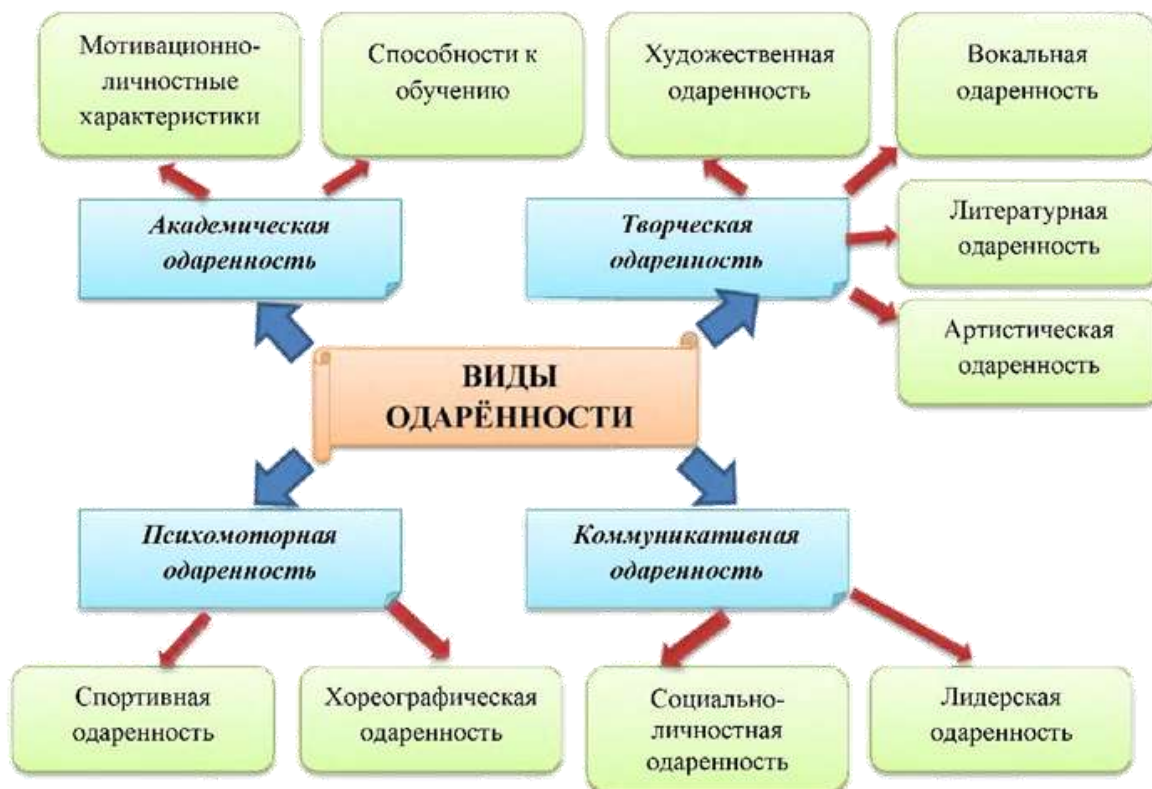 Мотивационно-
личностные
характеристики
Способности к
обучению
Художественная
одаренность
Вокальная
одаренность
Академическая
одаренность
Творческая
одаренность
Литературная
одаренность
Артистическая
одаренность
ВИДЫ
ОДАРЁННОСТИ
Психомоторная
одаренность
Коммуникативная
одаренность
Спортивная
одаренность
Хореографическая
одаренность
Социально-
личностная
одаренность
Лидерская
одаренность